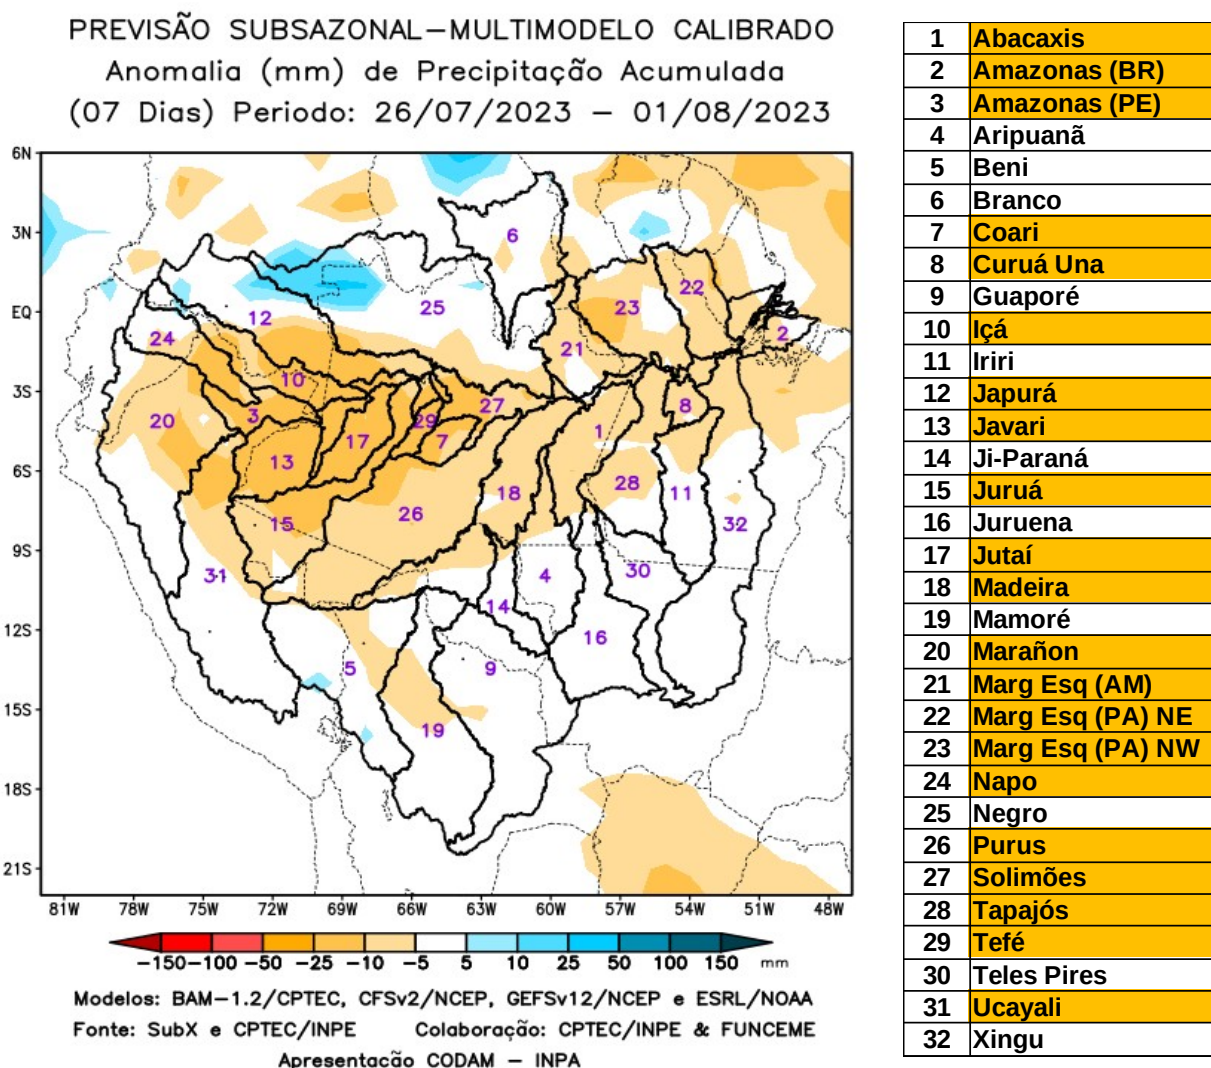 PREVISÃO SUBSAZONAL−MULTIMODELO CALIBRADO
Anomalia (mm) de Precipitação Acumulada
(07 Dias) Periodo: 26/07/2023 − 01/08/2023
6N
3N
EQ
3S
6S
9S
12S
15S
18S
21S
81W 78W 75W 72W 69W 66W 63W 60W 57W 54W 51W 48W
6
25
12
24
23
22
2
21
10
3
20
27
29
8
17
7
1
13
28
18
11
26
15
32
31
4
30
14
16
5
9
19
−150 −100 −50 −25 −10 −5 5 10 25 50 100 150 mm
Modelos: BAM−1.2/CPTEC, CFSv2/NCEP, GEFSv12/NCEP e ESRL/NOAA
Fonte: SubX e CPTEC/INPE Colaboração: CPTEC/INPE & FUNCEME
Apresentação CODAM − INPA
1 Abacaxis
2 Amazonas (BR)
3 Amazonas (PE)
4 Aripuanã
5 Beni
6 Branco
7 Coari
8 Curuá Una
9 Guaporé
10 Içá
11 Iriri
12 Japurá
13 Javari
14 Ji-Paraná
15 Juruá
16 Juruena
17 Jutaí
18 Madeira
19 Mamoré
20 Marañon
21 Marg Esq (AM)
22 Marg Esq (PA) NE
23 Marg Esq (PA) NW
24 Napo
25 Negro
26 Purus
27 Solimões
28 Tapajós
29 Tefé
30 Teles Pires
31 Ucayali
32 Xingu